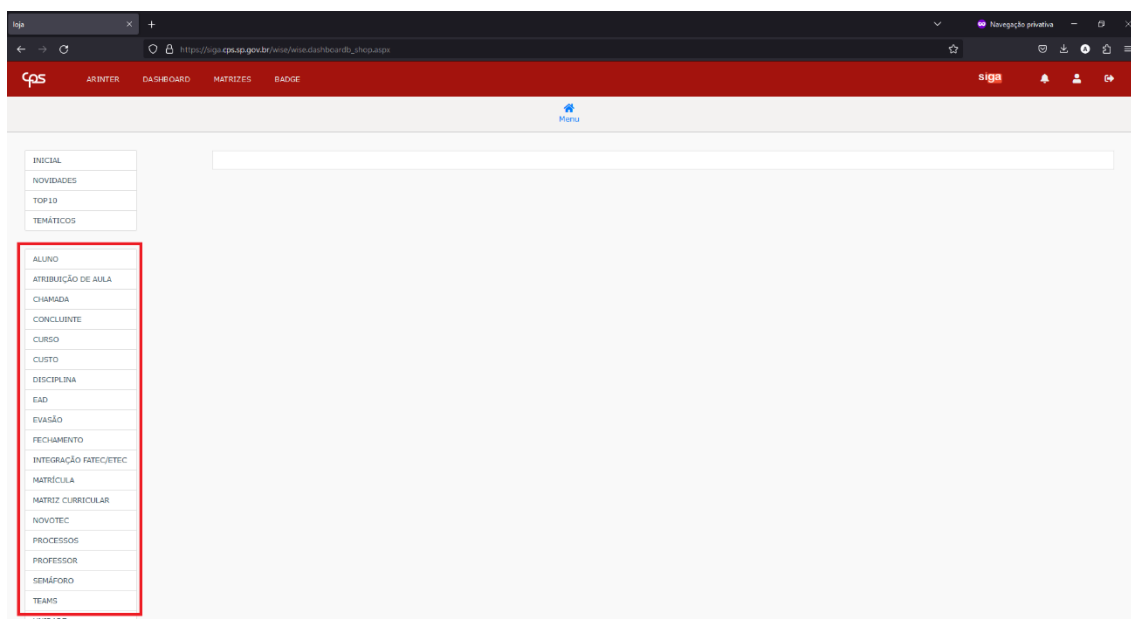 loja
Navegação privativa
https://siga.cps.sp.gov.br/wise/wise.dashboardb_shop.aspx
cps ARINTER DASHBOARD MATRIZES BADGE siga
Menu
INICIAL
NOVIDADES
TOP10
TEMÁTICOS
ALUNO
ATRIBUIÇÃO DE AULA
CHAMADA
CONCLUINTE
CURSO
CUSTO
DISCIPLINA
EAD
EVASÃO
FECHAMENTO
INTEGRAÇÃO FATEC/ETEC
MATRÍCULA
MATRIZ CURRICULAR
NOVOTEC
PROCESSOS
PROFESSOR
SEMÁFORO
TEAMS